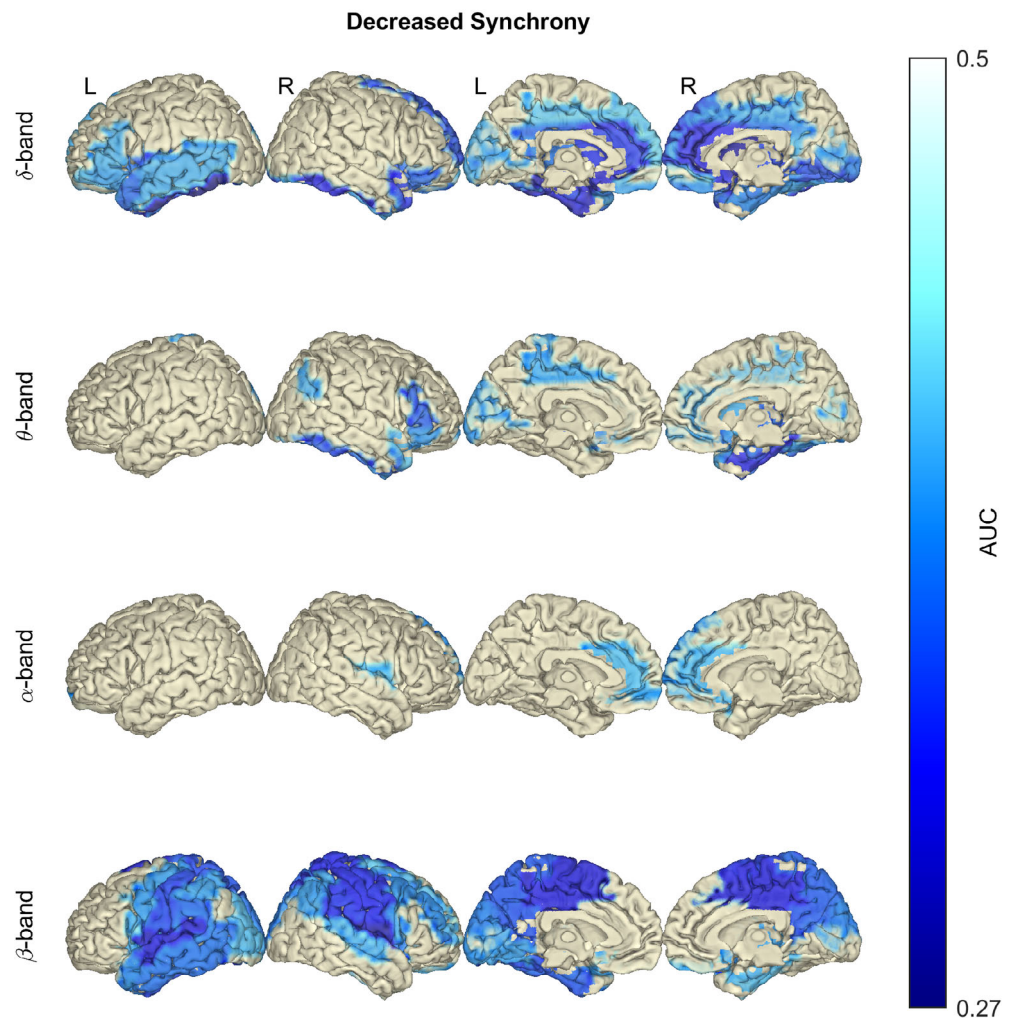 Decreased Synchrony
L R L R
δ-band
θ-band
α-band
β-band
0.5
AUC
0.27